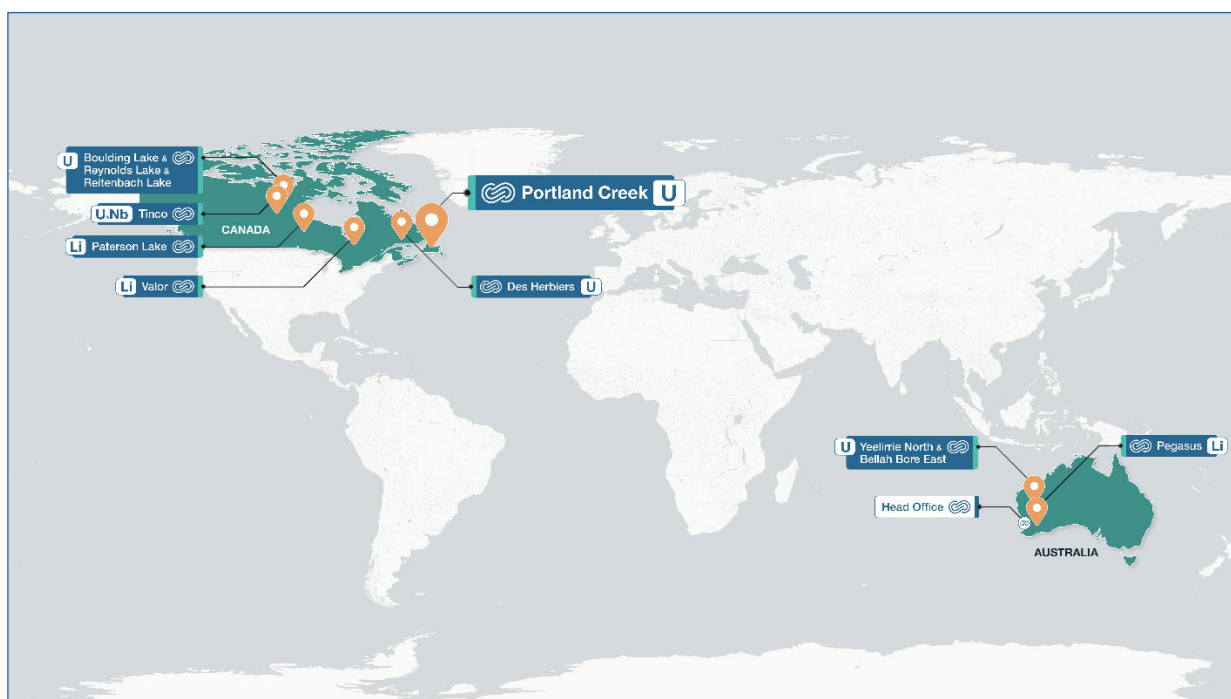 U
Boulding Lake &
Reynolds Lake &
Reitenbach Lake
U,Nb Tinco
Li Paterson Lake
Li Valor
CANADA
Portland Creek U
Des Herbiers U
U
Yeelirrie North &
Bellah Bore East
Pegasus Li
Head Office
AUSTRALIA